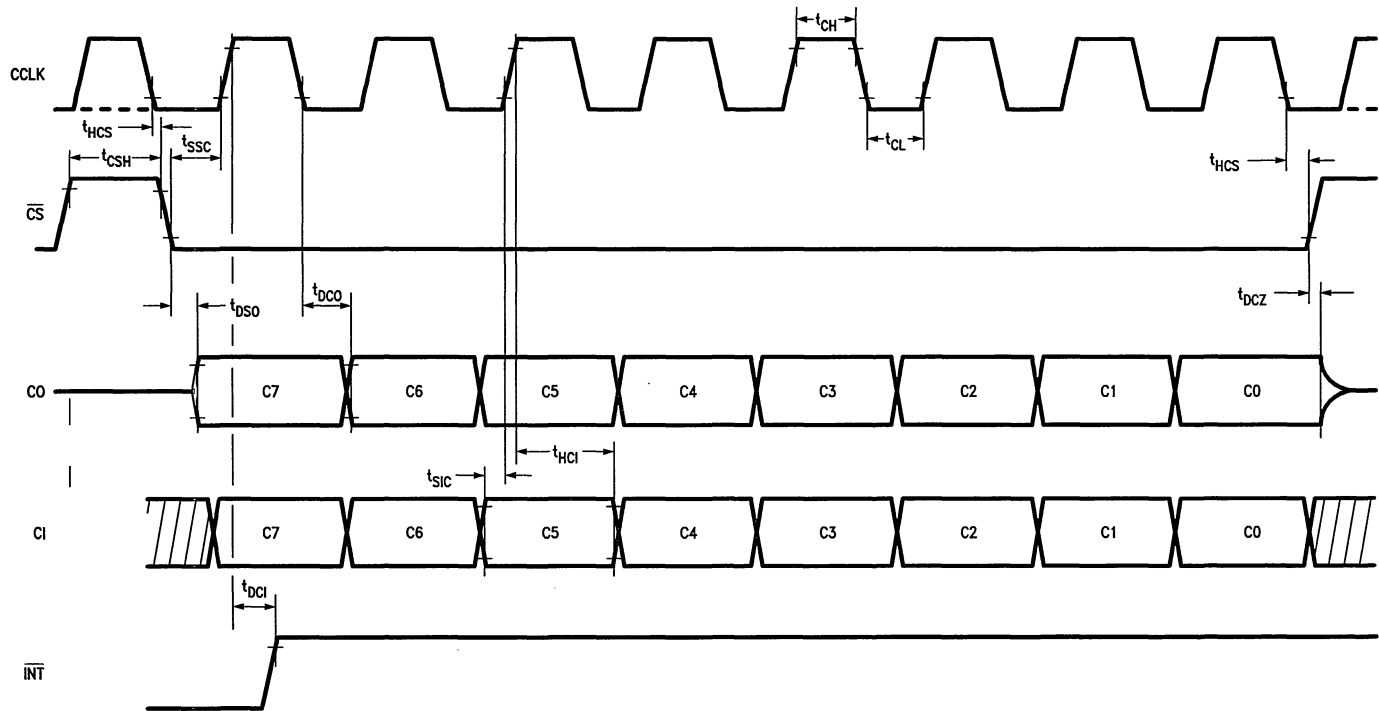 tCH
CCLK
tHCS
tSSC
tCL
tCSH
tHCS
CS
tDSO
tDCO
tDCZ
CO C7 C6 C5 C4 C3 C2 C1 C0
tHCI
tSIC
CI C7 C6 C5 C4 C3 C2 C1 C0
tDCI
INT